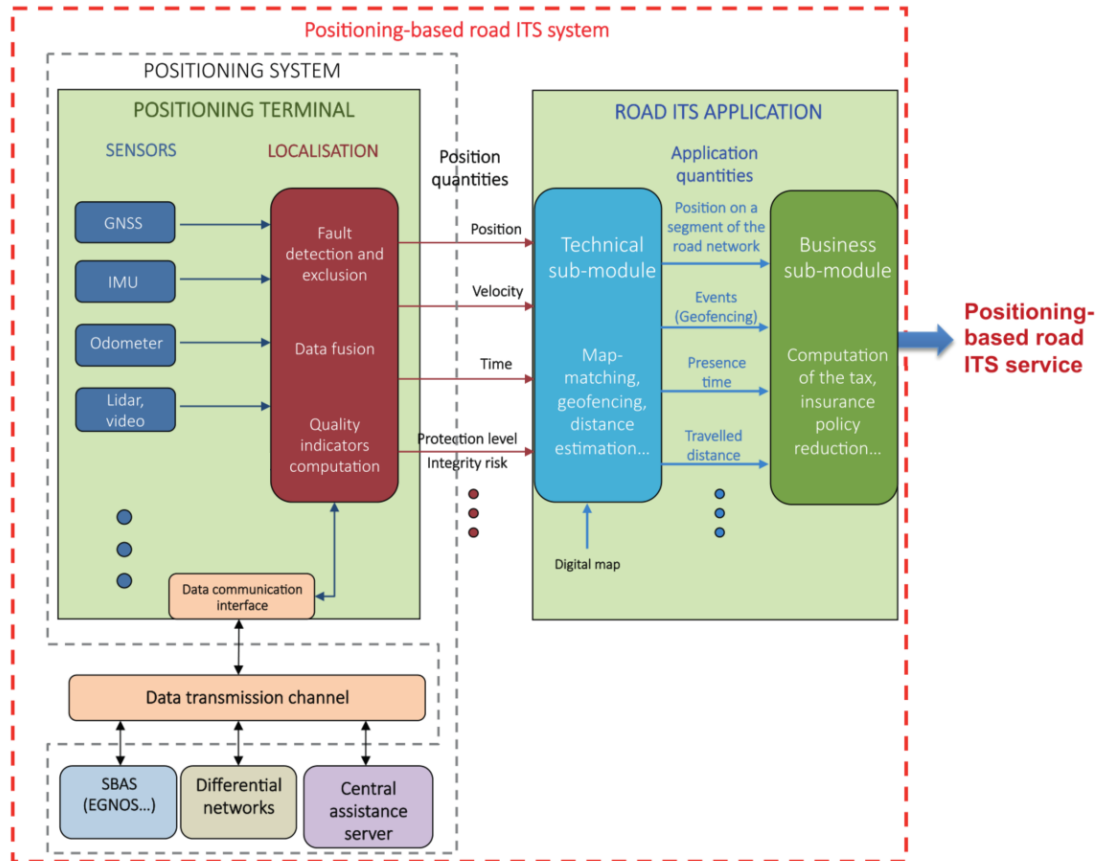 Positioning-based road ITS system
POSITIONING SYSTEM
POSITIONING TERMINAL
SENSORS
LOCALISATION
GNSS
IMU
Odometer
Lidar,
video
Fault
detection and
exclusion
Data fusion
Quality
indicators
computation
Data communication
interface
Position
quantities
Position
Velocity
Time
Protection level
Integrity risk
ROAD ITS APPLICATION
Technical
sub-module
Map-
matching,
geofencing,
distance
estimation...
Digital map
Application
quantities
Position on a
segment of the
road network
Events
(Geofencing)
Presence
time
Travelled
distance
Business
sub-module
Computation
of the tax,
insurance
policy
reduction...
Positioning-
based road
ITS service
Data transmission channel
SBAS
(EGNOS...)
Differential
networks
Central
assistance
server